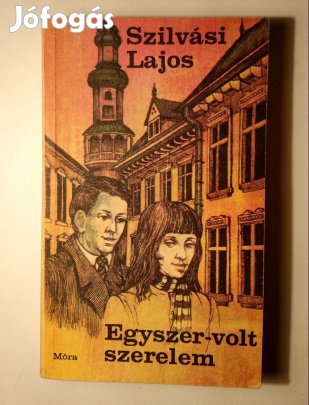 Jófogás
Szilvási
Lajos
Egyszer-volt
szerelem
Móra